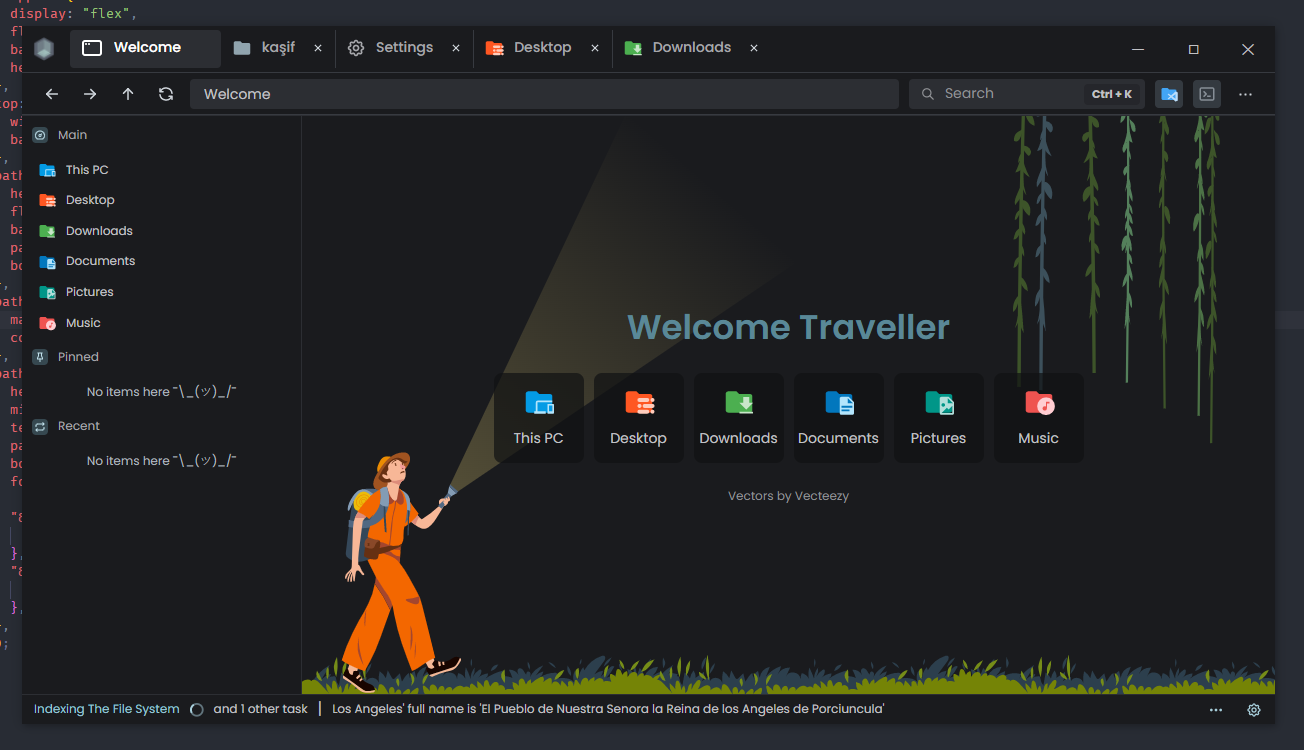 display: "flex",
Welcome
kaşif
Settings
Desktop
Downloads
Welcome
Search
Ctrl + K
Main
This PC
Desktop
Downloads
Documents
Pictures
Music
Pinned
No items here ¯\_(ツ)_/¯
Recent
No items here ¯\_(ツ)_/¯
Welcome Traveller
This PC
Desktop
Downloads
Documents
Pictures
Music
Vectors by Vecteezy
Indexing The File System and 1 other task | Los Angeles' full name is 'El Pueblo de Nuestra Senora la Reina de los Angeles de Porciuncula'